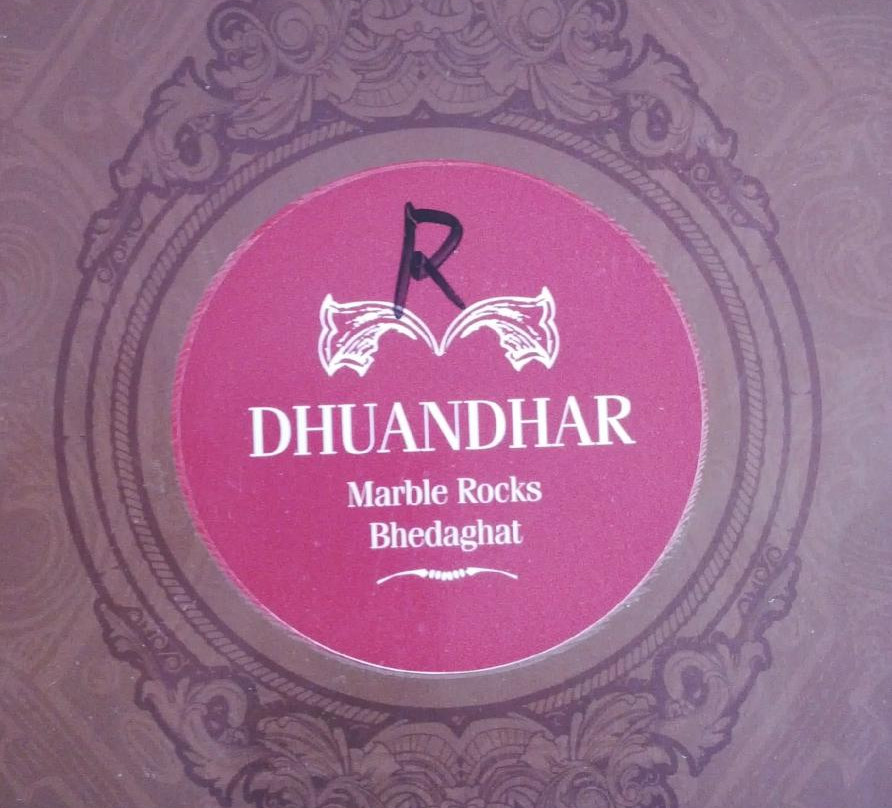 R
DHUANDHAR
Marble Rocks
Bhedaghat